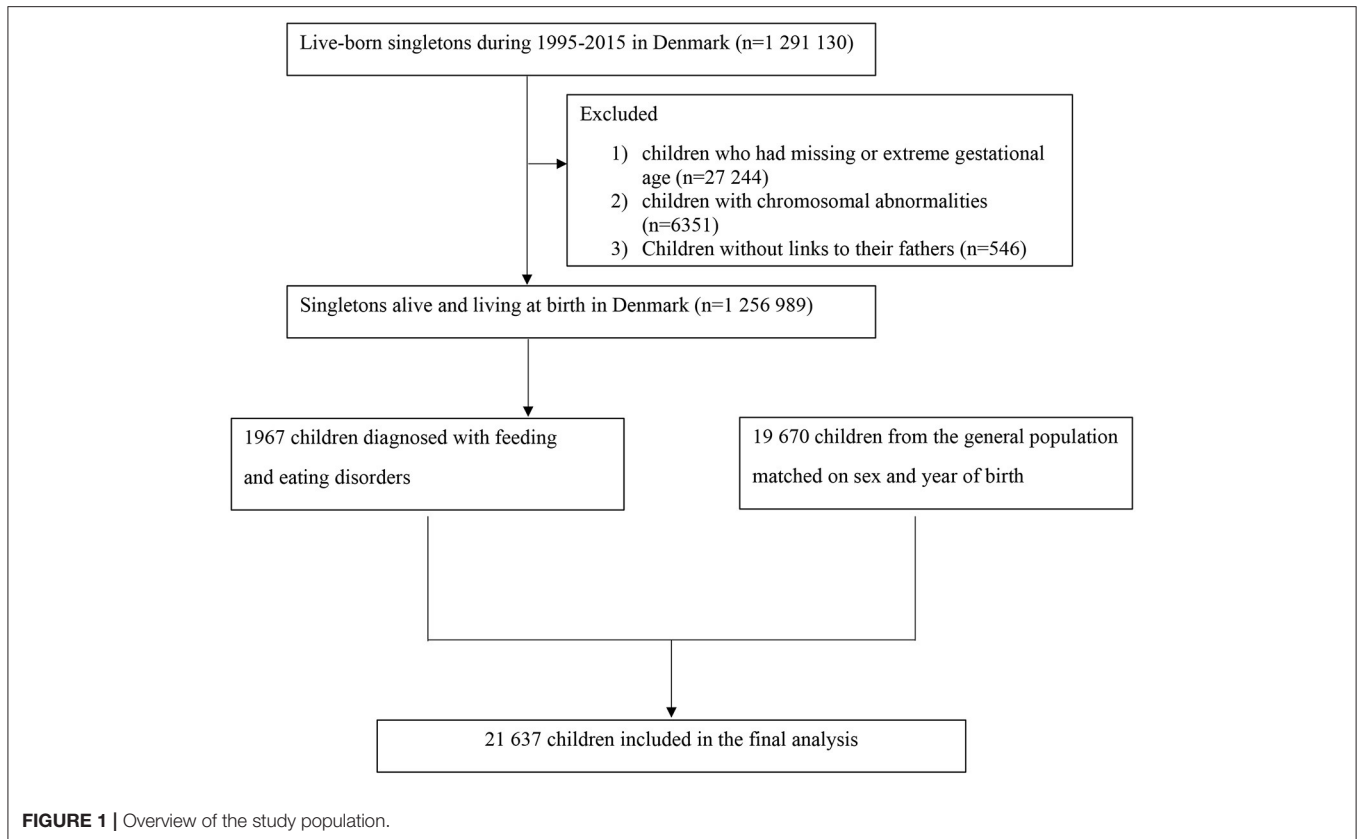 Live-born singletons during 1995-2015 in Denmark (n=1 291 130)
Excluded
1) children who had missing or extreme gestational
age (n=27 244)
2) children with chromosomal abnormalities
(n=6351)
3) Children without links to their fathers (n=546)
Singletons alive and living at birth in Denmark (n=1 256 989)
1967 children diagnosed with feeding
and eating disorders
19 670 children from the general population
matched on sex and year of birth
21 637 children included in the final analysis
FIGURE 1 | Overview of the study population.